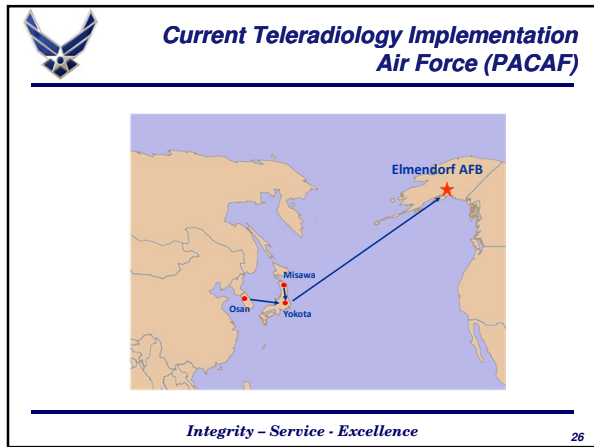 Current Teleradiology Implementation
Air Force (PACAF)
Elmendorf AFB
Misawa
Osan
Yokota
Integrity – Service - Excellence
26